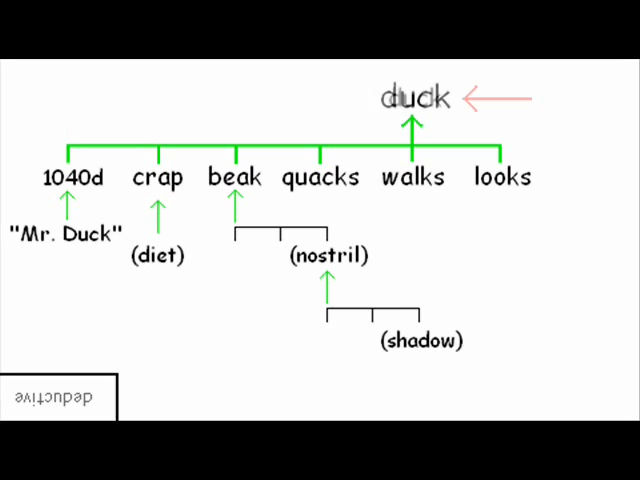 duck
1040d crap beak quacks walks looks
"Mr. Duck"
(diet)
(nostril)
(shadow)
deductive